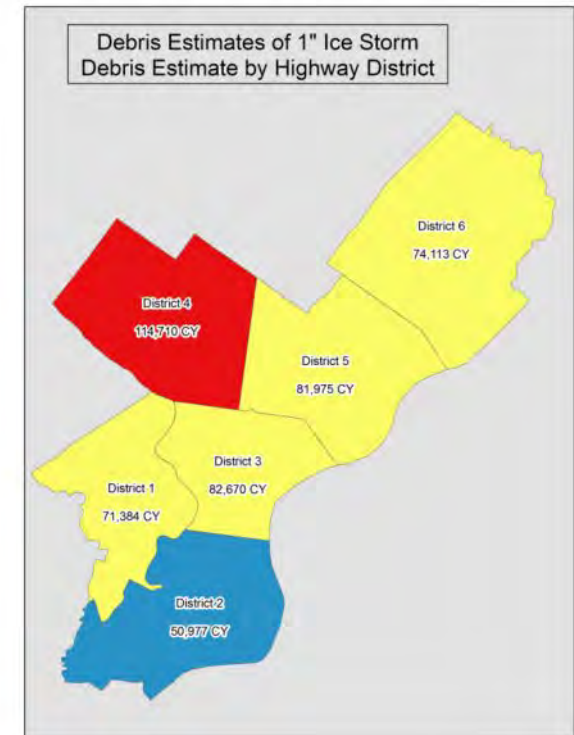 Debris Estimates of 1" Ice Storm
Debris Estimate by Highway District
District 6
74,113 CY
District 4
114,710 CY
District 5
81,975 CY
District 3
82,670 CY
District 1
71,384 CY
District 2
50,977 CY